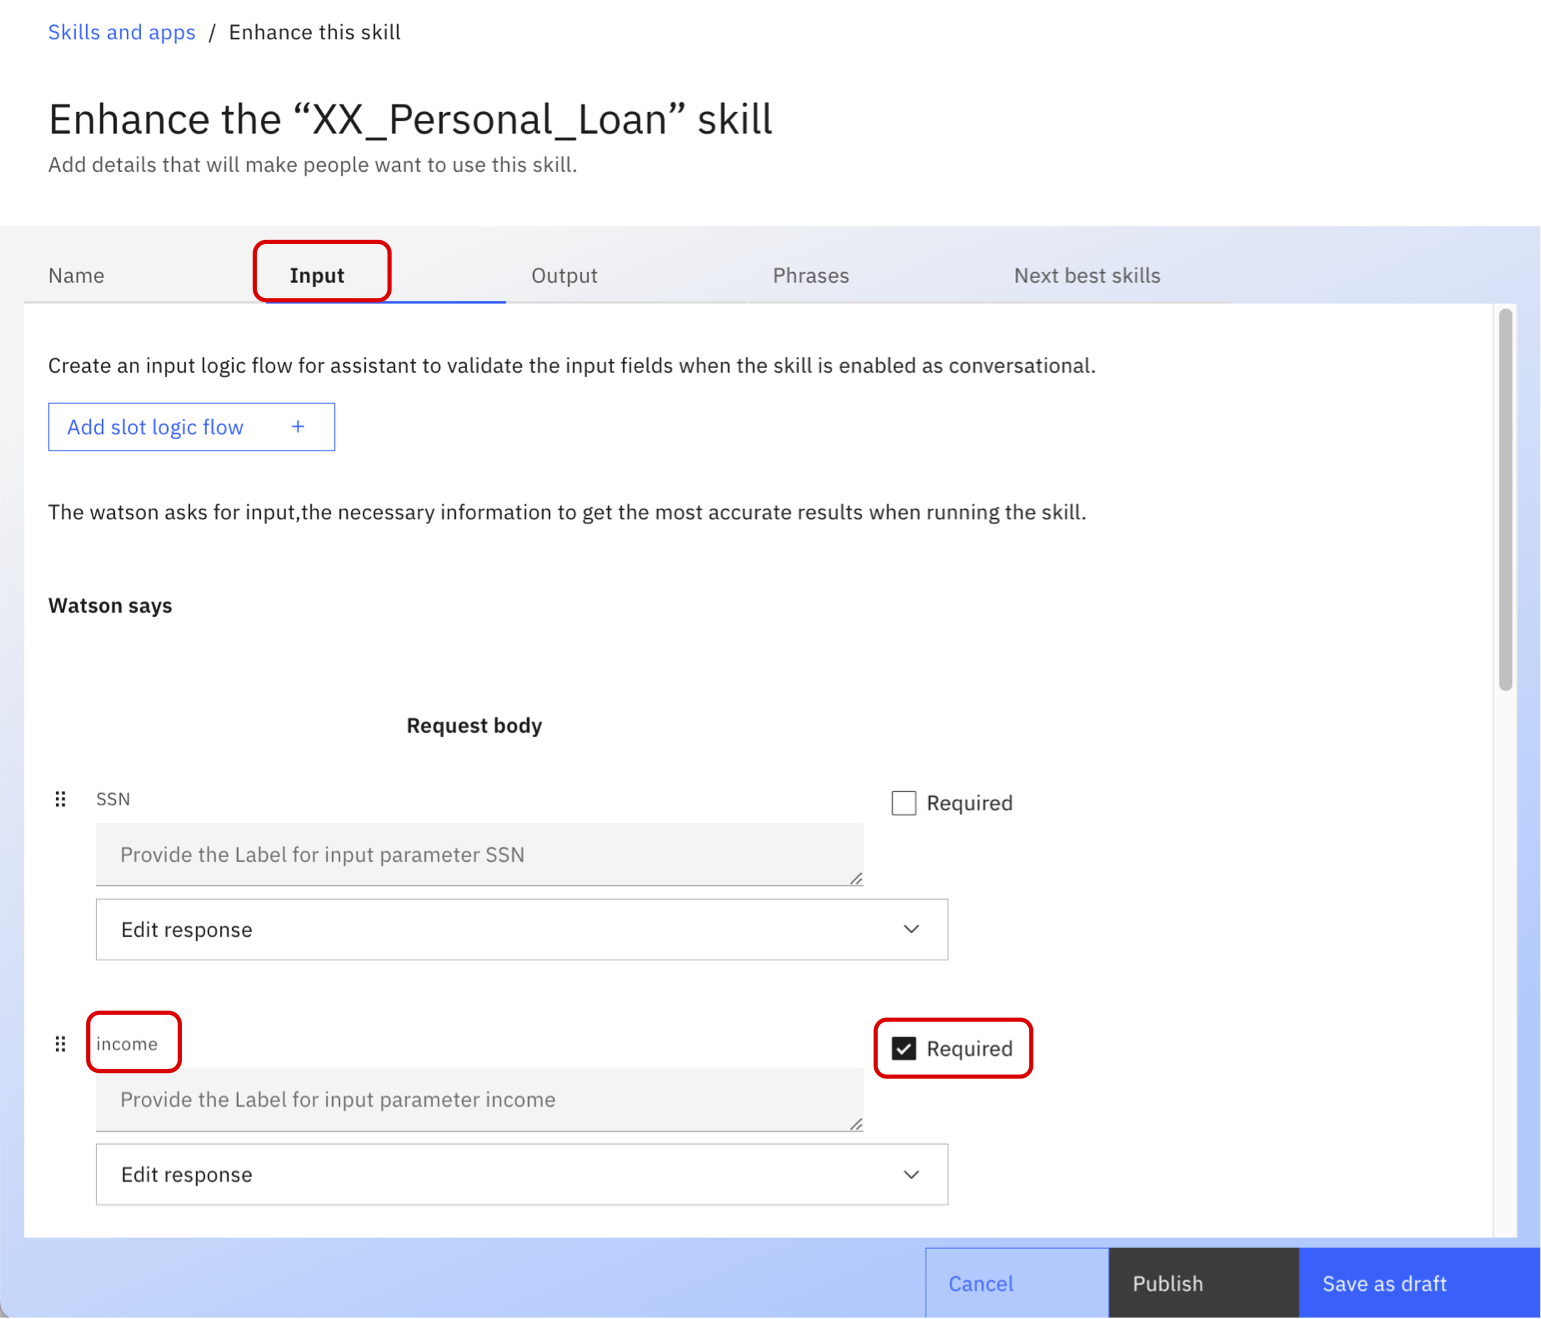 Skills and apps / Enhance this skill
Enhance the “XX_Personal_Loan” skill
Add details that will make people want to use this skill.
Name Input Output Phrases Next best skills
Create an input logic flow for assistant to validate the input fields when the skill is enabled as conversational.
Add slot logic flow +
The watson asks for input,the necessary information to get the most accurate results when running the skill.
Watson says
Request body
SSN Required
Provide the Label for input parameter SSN
Edit response
income Required
Provide the Label for input parameter income
Edit response
Cancel Publish Save as draft